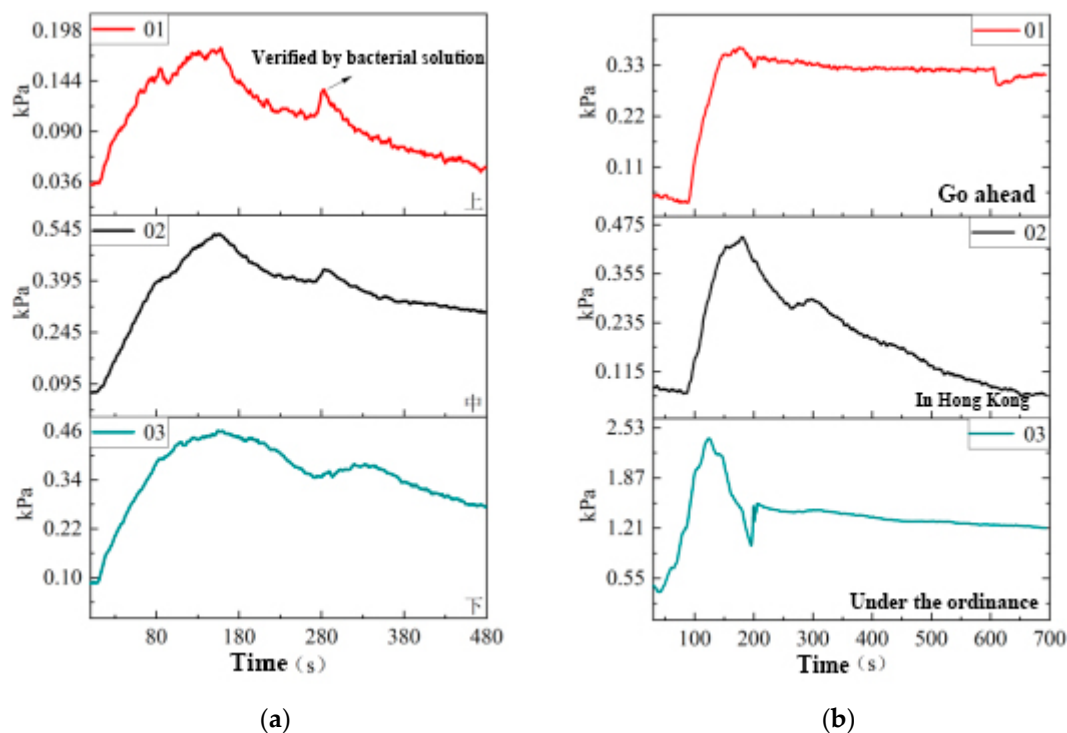 01
0.198
0.144
0.090
0.036
kPa
Verified by bacterial solution
上
02
0.545
0.395
0.245
0.095
kPa
中
03
0.46
0.34
0.22
0.10
kPa
下
80 180 280 380 480
Time（s）
(a)
01
0.33
0.22
0.11
kPa
Go ahead
02
0.475
0.355
0.235
0.115
kPa
In Hong Kong
03
2.53
1.87
1.21
0.55
kPa
Under the ordinance
100 200 300 400 500 600 700
Time（s）
(b)